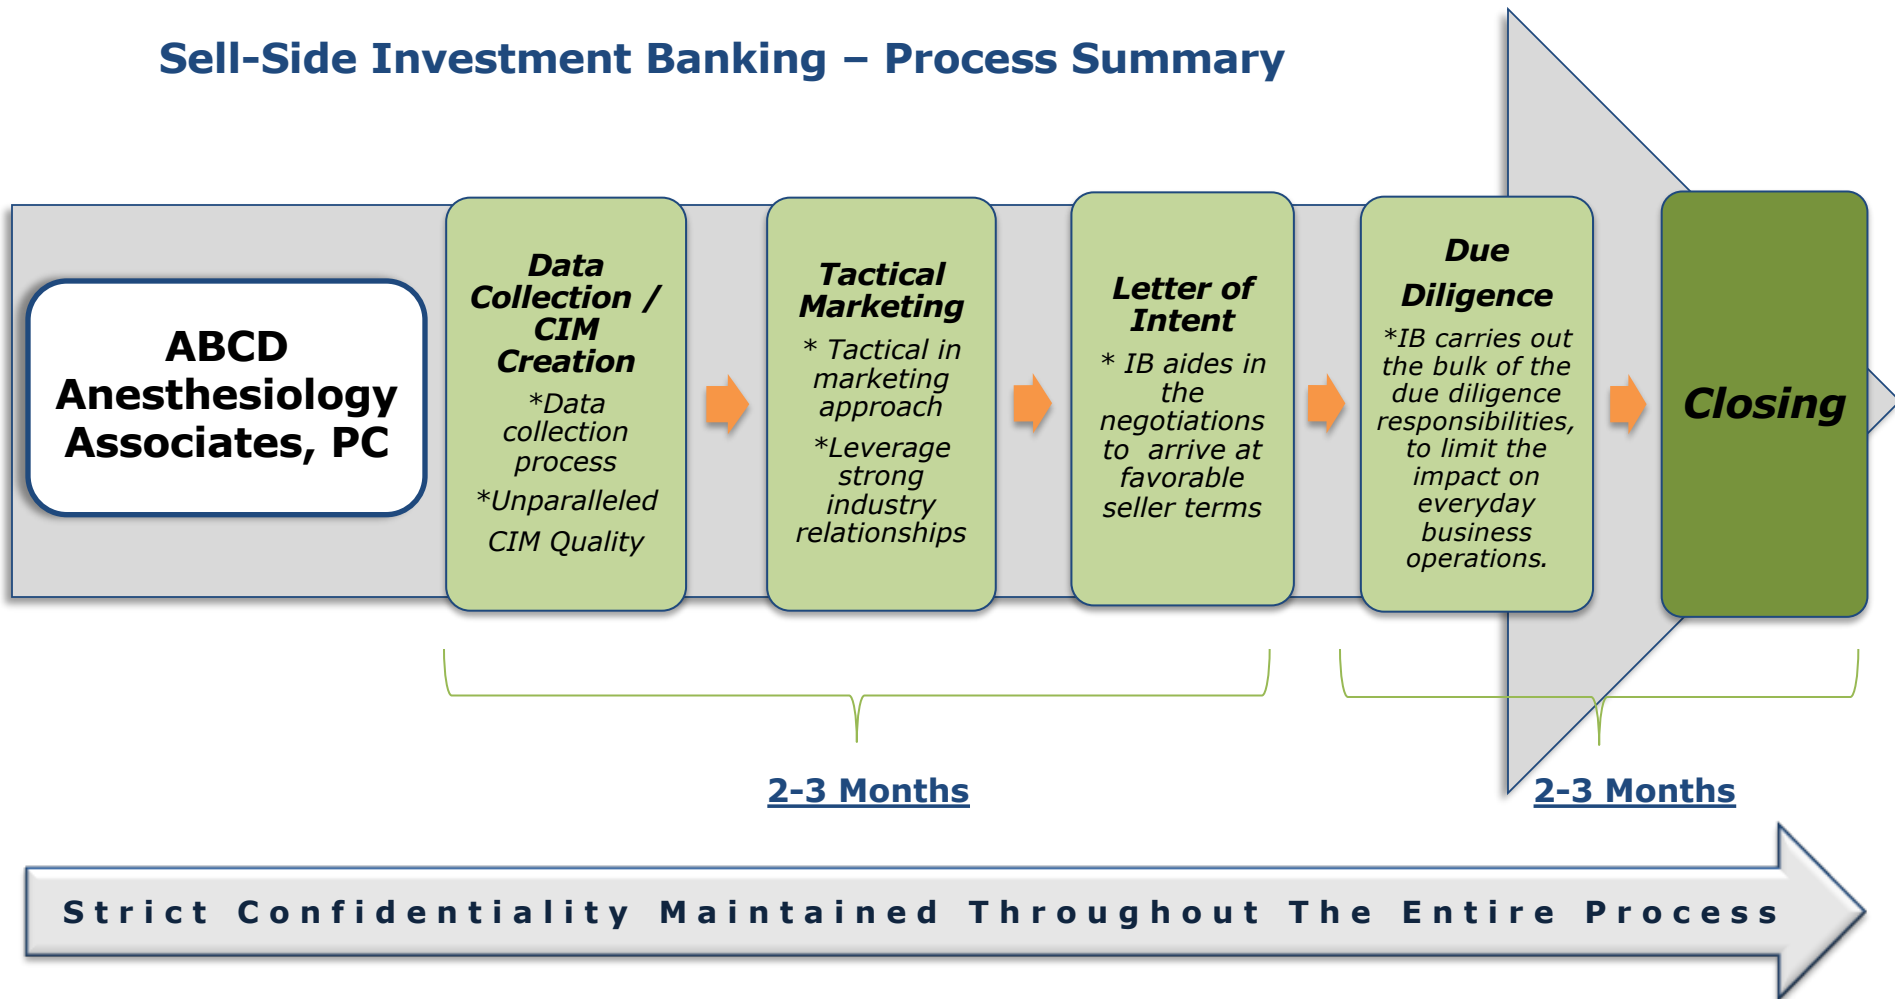 Sell-Side Investment Banking – Process Summary
ABCD
Anesthesiology
Associates, PC
Data
Collection /
CIM
Creation
*Data
collection
process
*Unparalleled
CIM Quality
Tactical
Marketing
* Tactical in
marketing
approach
*Leverage
strong
industry
relationships
Letter of
Intent
* IB aides in
the
negotiations
to  arrive at
favorable
seller terms
Due
Diligence
*IB carries out
the bulk of the
due diligence
responsibilities,
to limit the
impact on
everyday
business
operations.
Closing
2-3 Months
2-3 Months
Strict Confidentiality Maintained Throughout The Entire Process